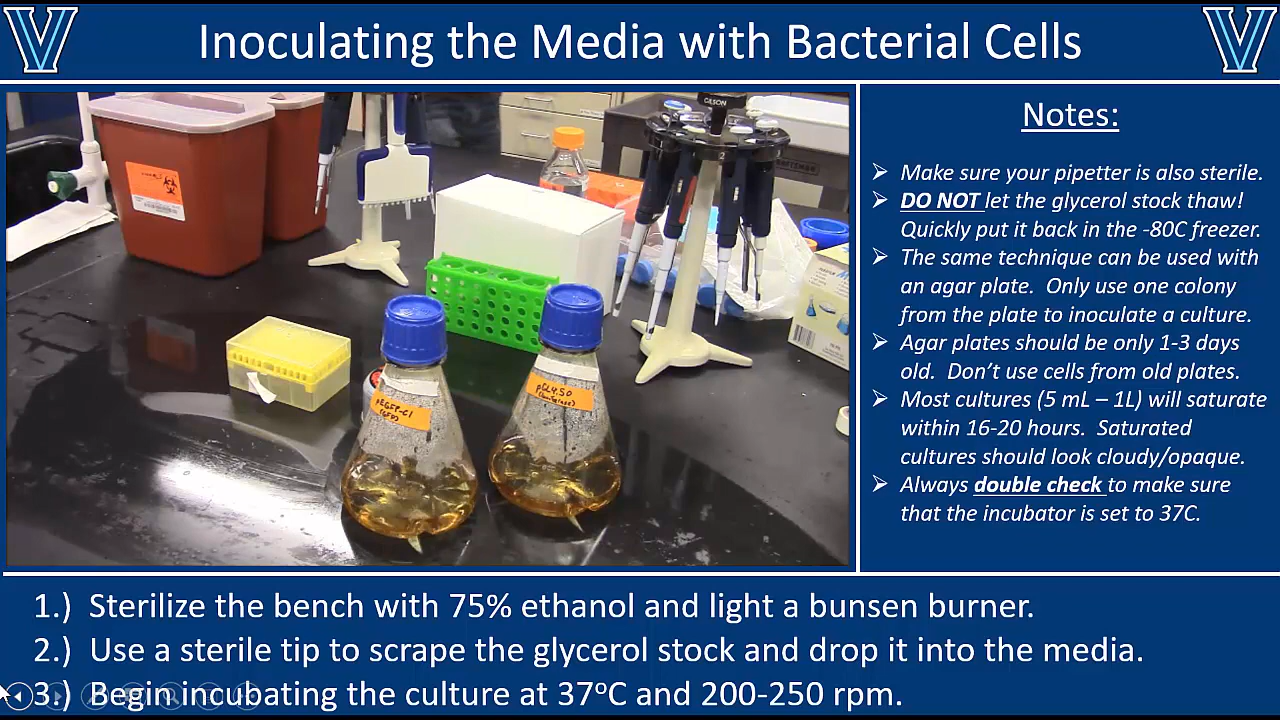 Inoculating the Media with Bacterial Cells
GILSON
pEGFP-C1
(GFP)
pGL4.50
(Luciferase)
Notes:
➢ Make sure your pipetter is also sterile.
➢ DO NOT let the glycerol stock thaw!
Quickly put it back in the -80C freezer.
➢ The same technique can be used with
an agar plate. Only use one colony
from the plate to inoculate a culture.
➢ Agar plates should be only 1-3 days
old. Don’t use cells from old plates.
➢ Most cultures (5 mL – 1L) will saturate
within 16-20 hours. Saturated
cultures should look cloudy/opaque.
➢ Always double check to make sure
that the incubator is set to 37C.
1.) Sterilize the bench with 75% ethanol and light a bunsen burner.
2.) Use a sterile tip to scrape the glycerol stock and drop it into the media.
3.) Begin incubating the culture at 37°C and 200-250 rpm.